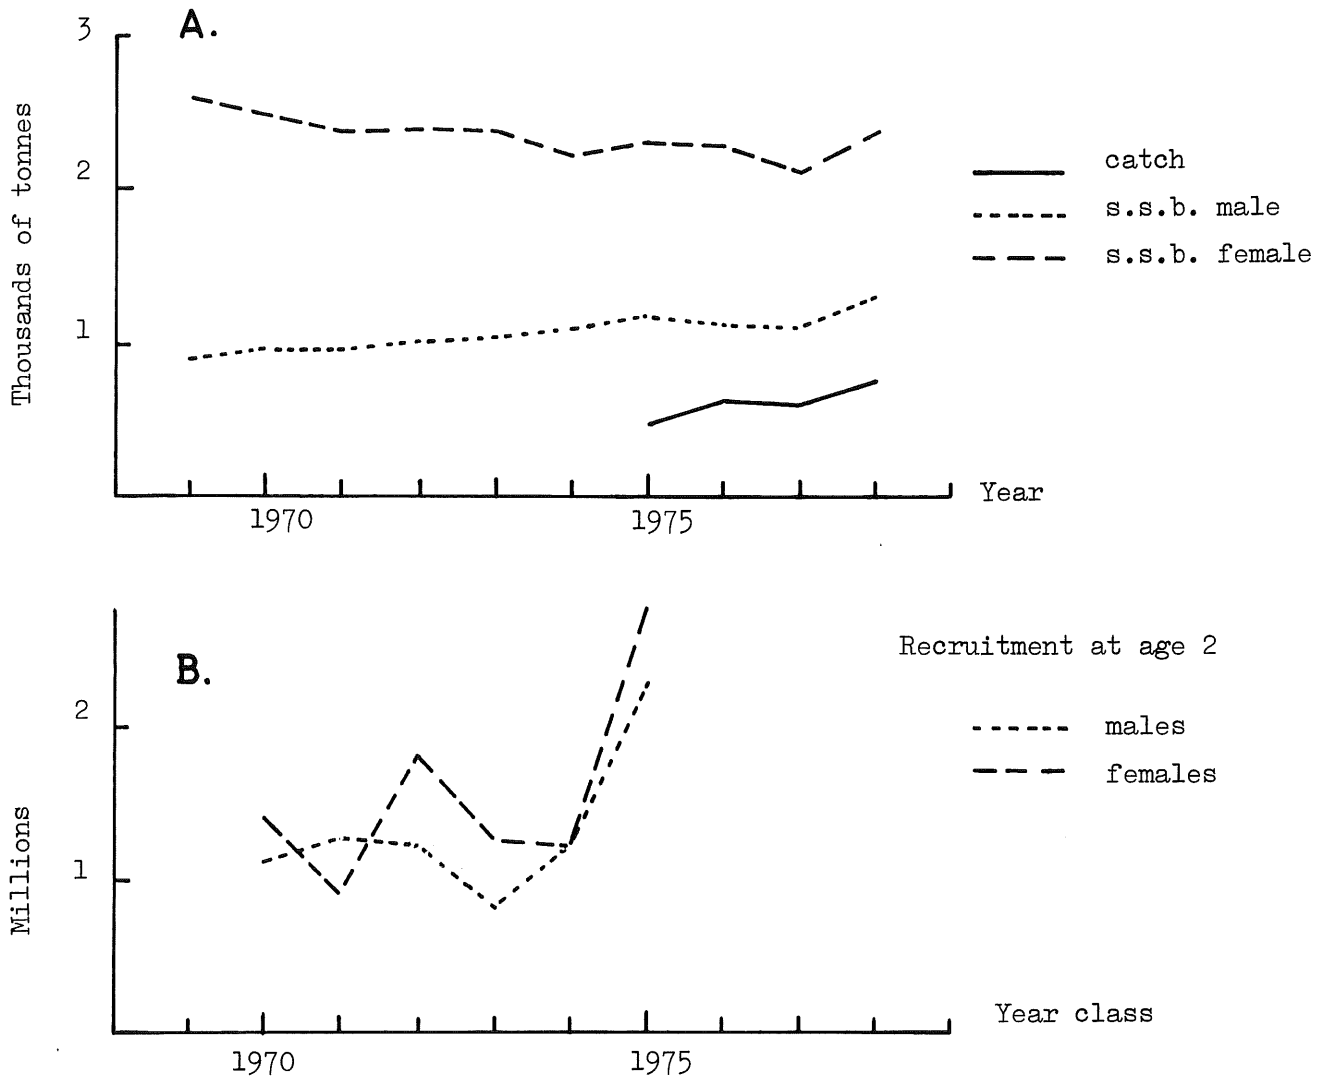 A.
3
2
1
Thousands of tonnes
catch
s.s.b. male
s.s.b. female
1970
1975
Year
B.
2
1
Millions
Recruitment at age 2
males
females
Year class
1970
1975